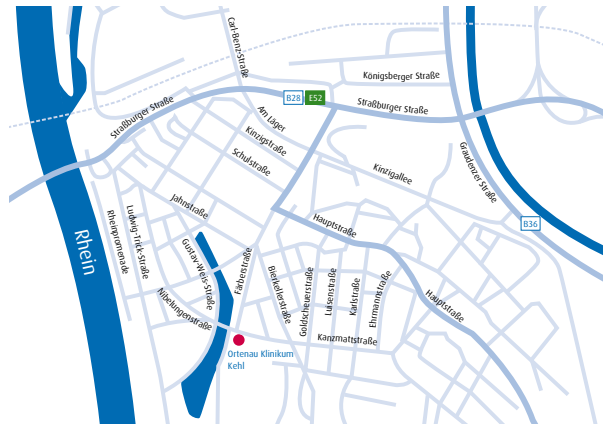 Carl-Benz-Straße
Königsberger Straße
B28
E52
Straßburger Straße
Straßburger Straße
Am Läger
Kinzigstraße
Schulstraße
Kinzigallee
Graudenzer Straße
Jahnstraße
Hauptstraße
B36
Rhein
Rheinpromenade
Ludwig-Trick-Straße
Gustav-Weis-Straße
Färberstraße
Bierkellerstraße
Goldscheuerstraße
Luisenstraße
Karlstraße
Ehrmannstraße
Hauptstraße
Nibelungenstraße
Kanzmattstraße
Ortenau Klinikum
Kehl